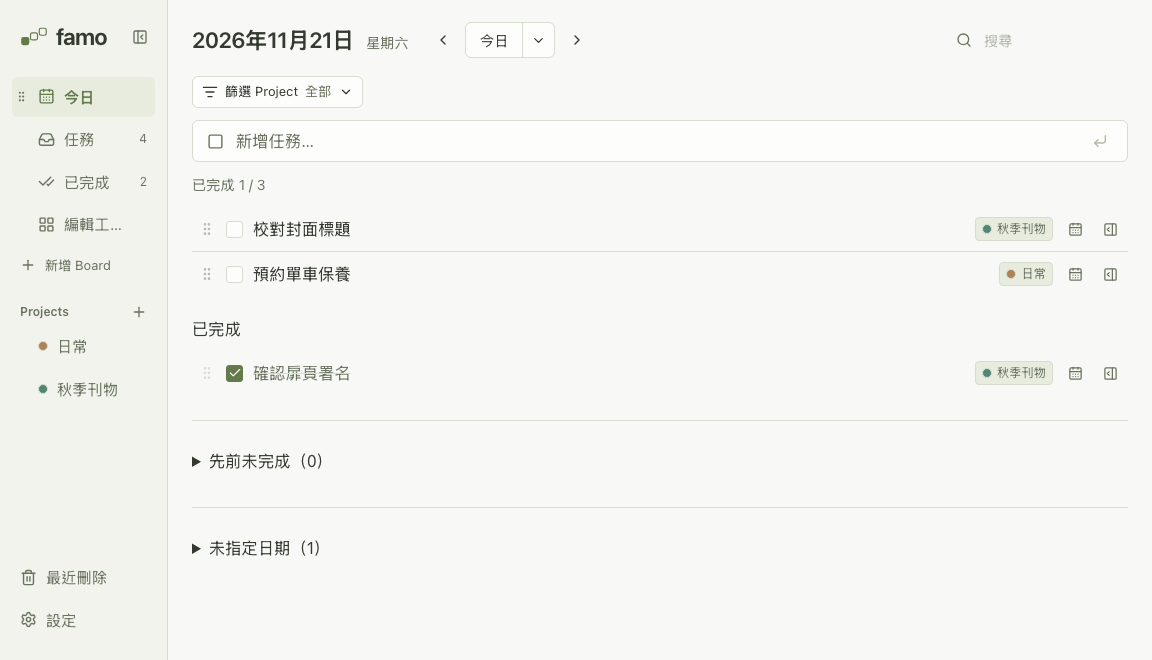 famo
今日
任務 4
已完成 2
編輯工...
新增 Board
Projects
日常
秋季刊物
最近刪除
設定
2026年11月21日 星期六
今日
搜尋
篩選 Project 全部
新增任務...
已完成 1 / 3
校對封面標題 秋季刊物
預約單車保養 日常
已完成
確認扉頁署名 秋季刊物
先前未完成（0）
未指定日期（1）